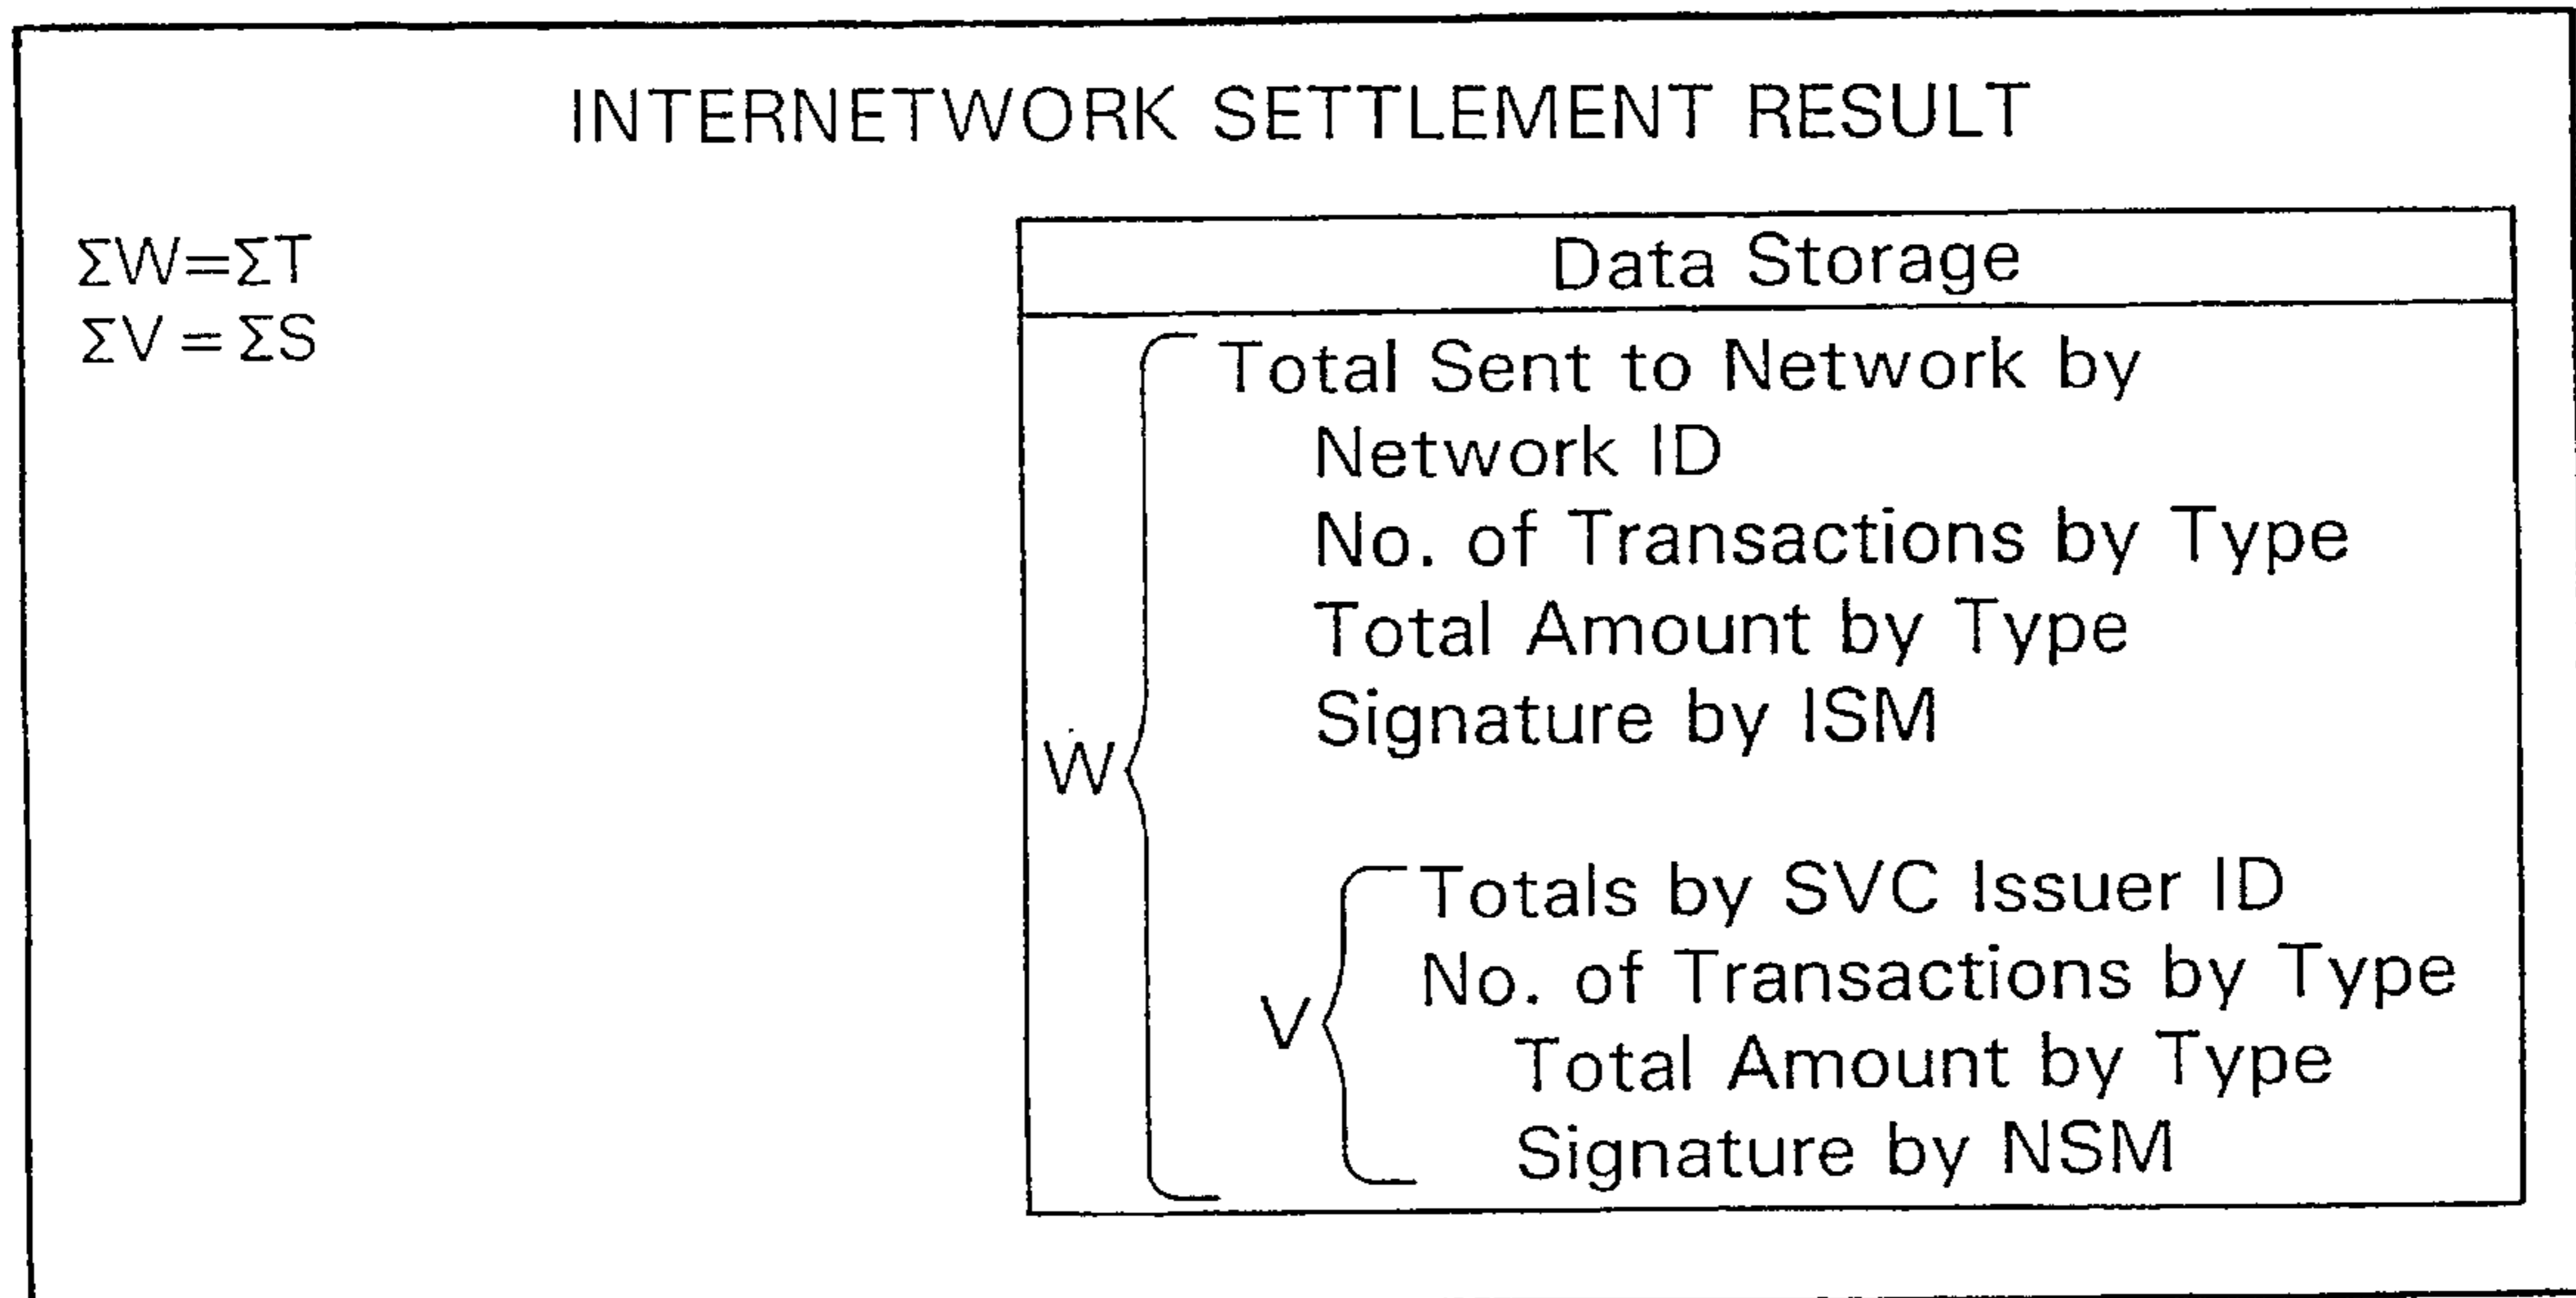 INTERNETWORK SETTLEMENT RESULT
ΣW=ΣT
ΣV=ΣS
Data Storage
Total Sent to Network by
Network ID
No. of Transactions by Type
Total Amount by Type
Signature by ISM
W
Totals by SVC Issuer ID
No. of Transactions by Type
V
Total Amount by Type
Signature by NSM